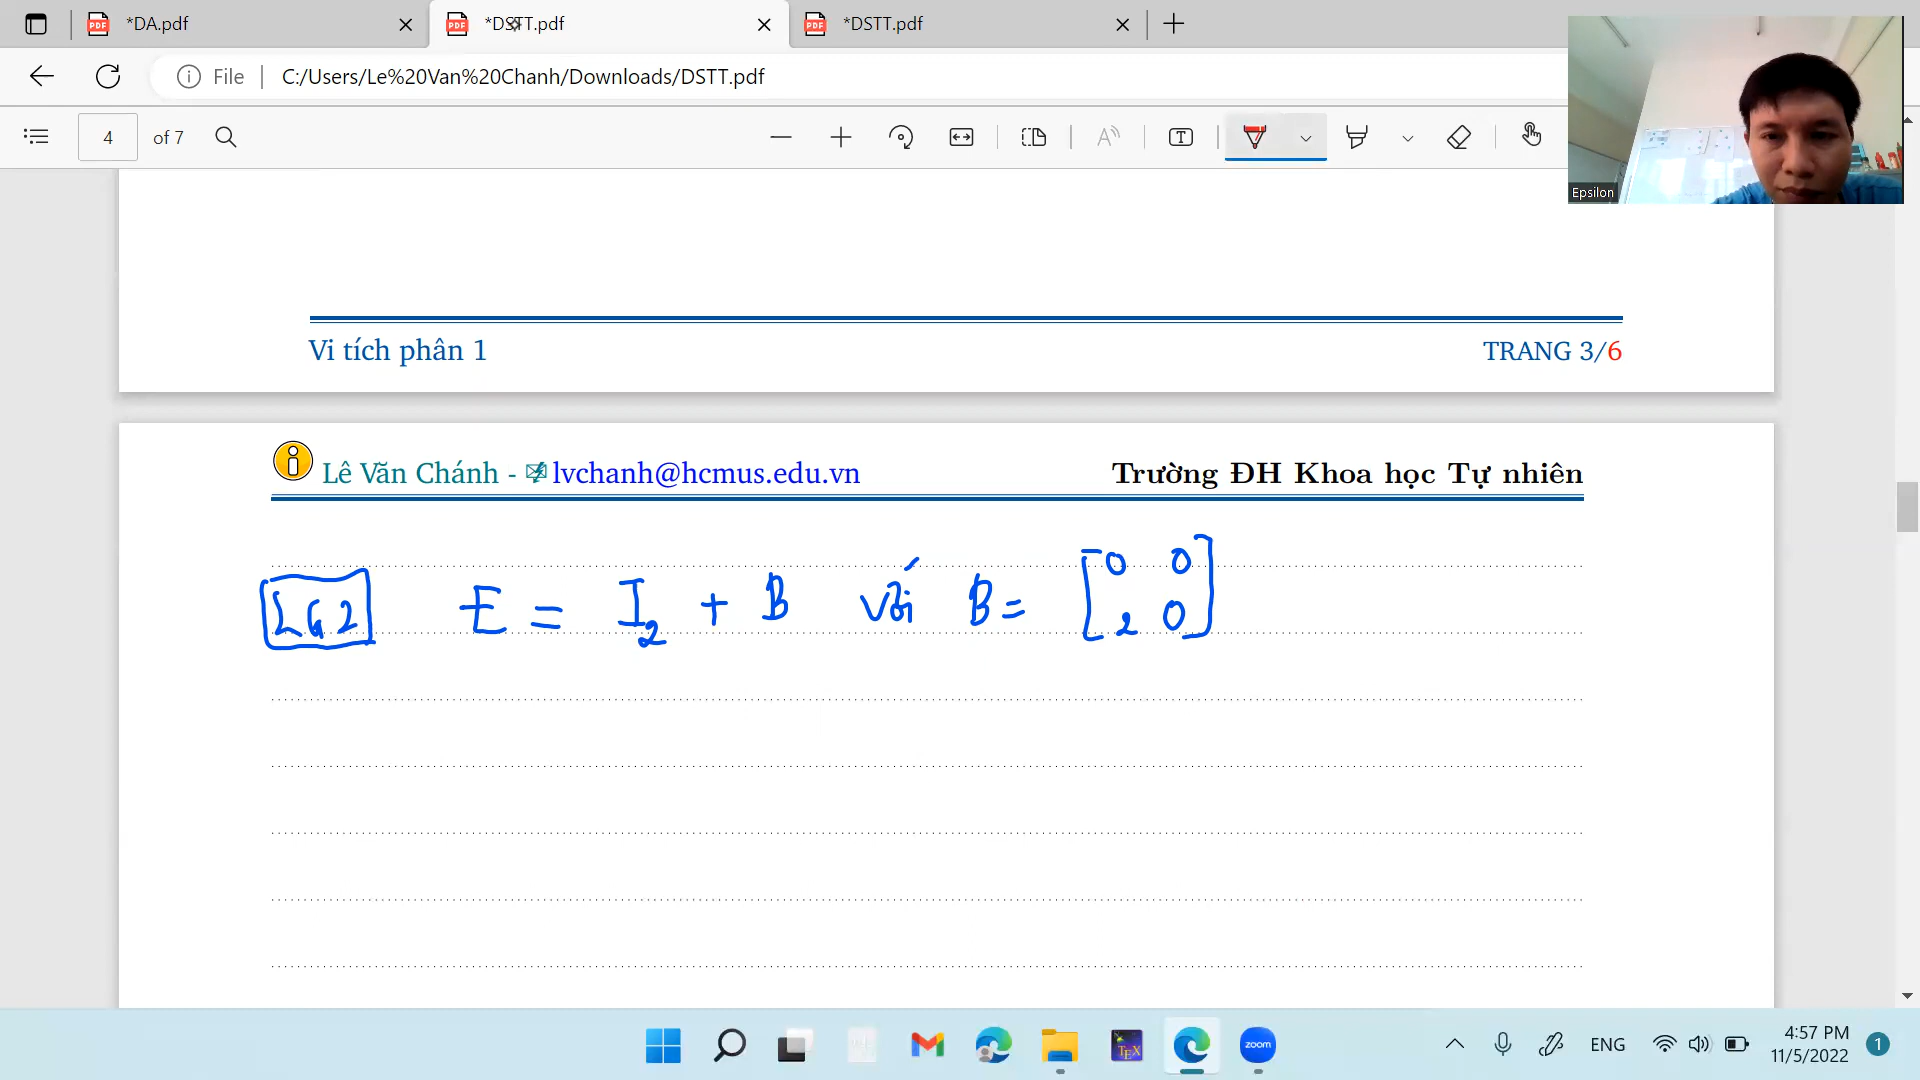 *DA.pdf
*DSTT.pdf
*DSTT.pdf
File
C:/Users/Le%20Van%20Chanh/Downloads/DSTT.pdf
4 of 7
Epsilon
Vi tích phân 1
TRANG 3/6
Lê Văn Chánh - lvchanh@hcmus.edu.vn
Trường ĐH Khoa học Tự nhiên
LG 2 E = I₂ + B với B = [0 0
2 0]
TEX
zoom
ENG
4:57 PM
11/5/2022
1